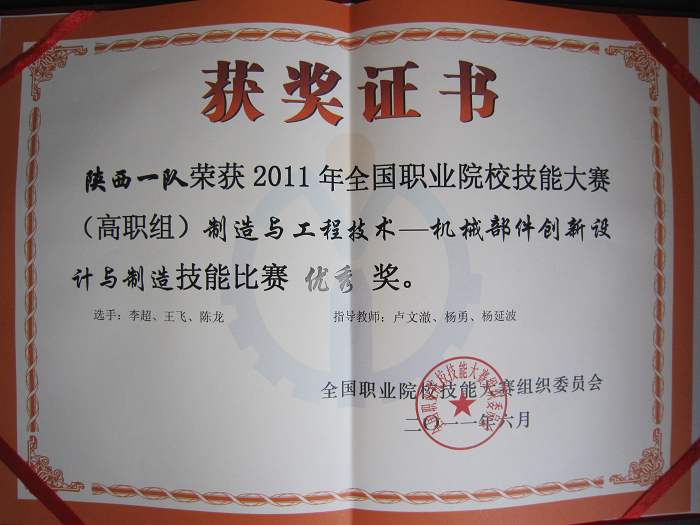 获奖证书
陕西一队荣获2011年全国职业院校技能大赛
（高职组）制造与工程技术—机械部件创新设
计与制造技能比赛 优秀 奖。
选手：李超、王飞、陈龙 指导教师：卢文澈、杨勇、杨延波
全国职业院校技能大赛组织委员会
二〇一一年六月